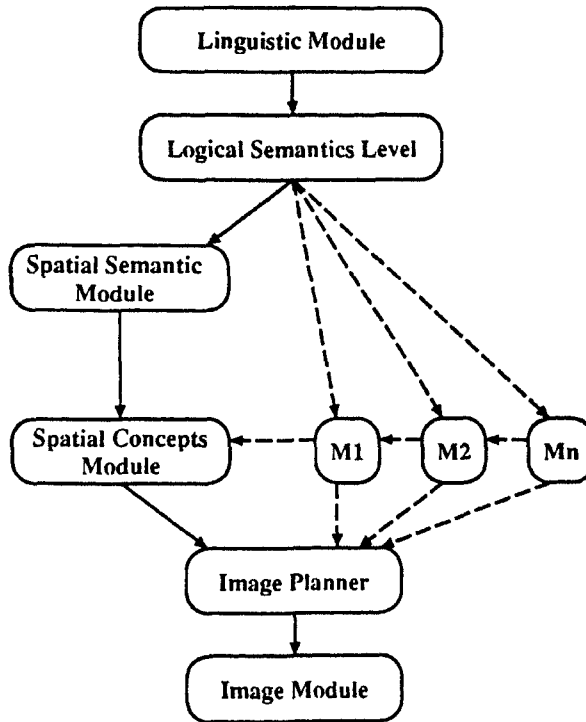 Linguistic Module
Logical Semantics Level
Spatial Semantic
Module
Spatial Concepts
Module
M1
M2
Mn
Image Planner
Image Module